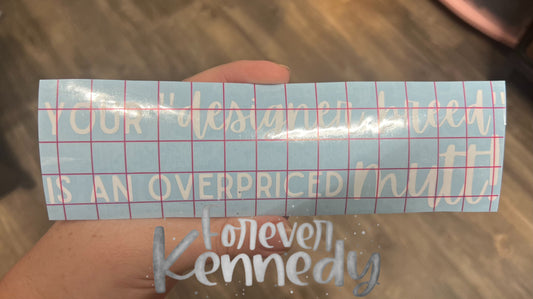 YOUR "designer breed"
IS AN OVERPRICED mutt!
Forever
Kennedy